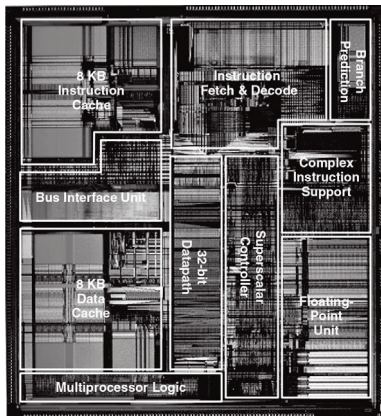 8 KB
Instruction
Cache
Instruction
Fetch & Decode
Branch
Prediction
Complex
Instruction
Support
Bus Interface Unit
8 KB
Data
Cache
32-bit
Datapath
Superscalar
Controller
Floating-
Point
Unit
Multiprocessor Logic